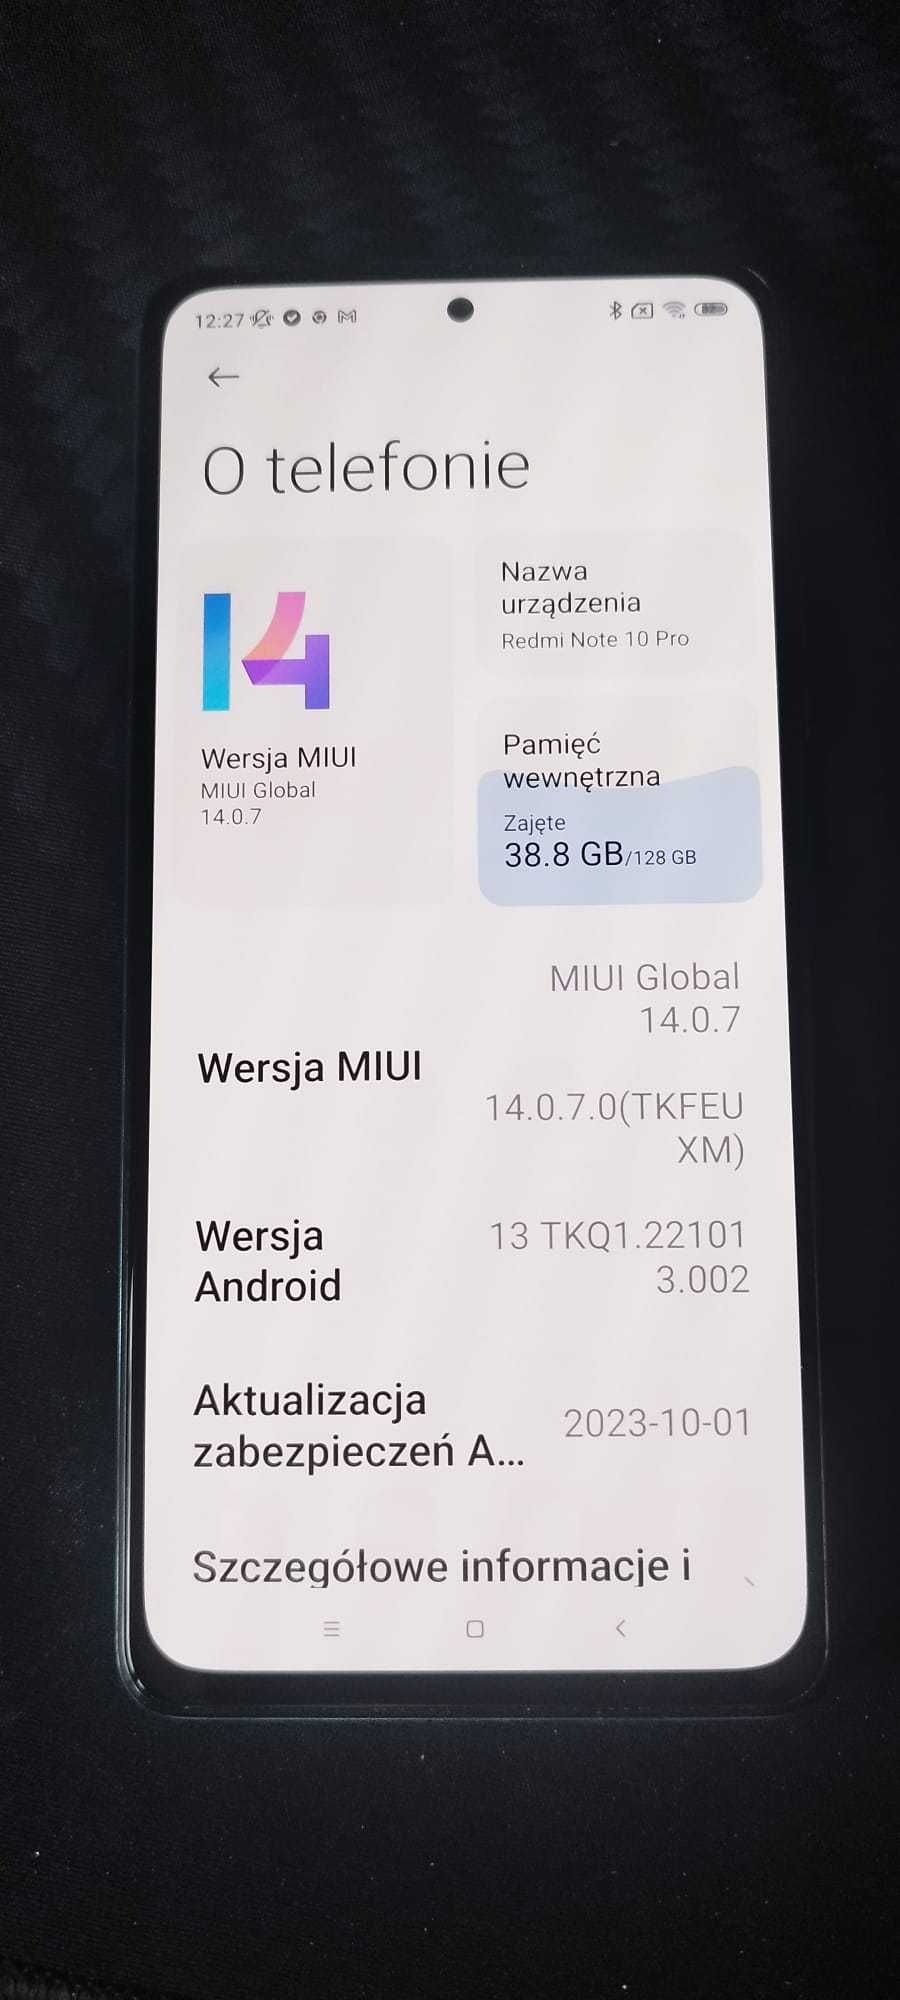 12:27
O telefonie
14
Wersja MIUI
MIUI Global
14.0.7
Nazwa
urządzenia
Redmi Note 10 Pro
Pamięć
wewnętrzna
Zajęte
38.8 GB/128 GB
Wersja MIUI
MIUI Global
14.0.7
14.0.7.0(TKFEU
XM)
Wersja
Android
13 TKQ1.22101
3.002
Aktualizacja
zabezpieczeń A...
2023-10-01
Szczegółowe informacje i